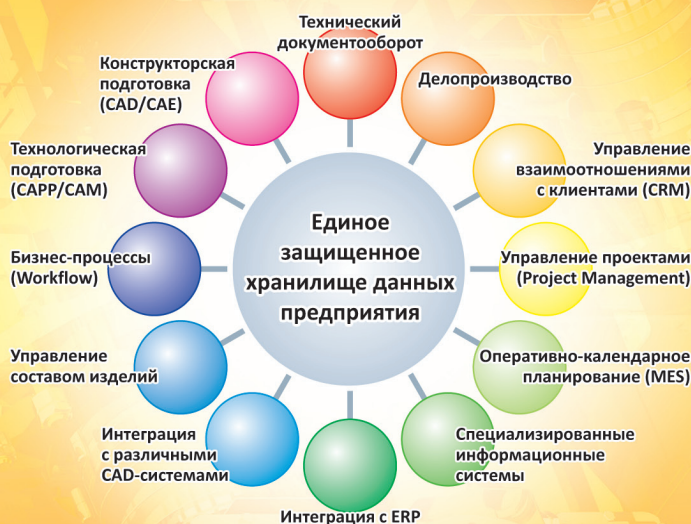 Технический
документооборот
Делопроизводство
Управление
взаимоотношениями
с клиентами (CRM)
Управление проектами
(Project Management)
Оперативно-календарное
планирование (MES)
Специализированные
информационные
системы
Интеграция с ERP
Интеграция
с различными
CAD-системами
Управление
составом изделий
Бизнес-процессы
(Workflow)
Технологическая
подготовка
(CAPP/CAM)
Конструкторская
подготовка
(CAD/CAE)
Единое
защищенное
хранилище данных
предприятия